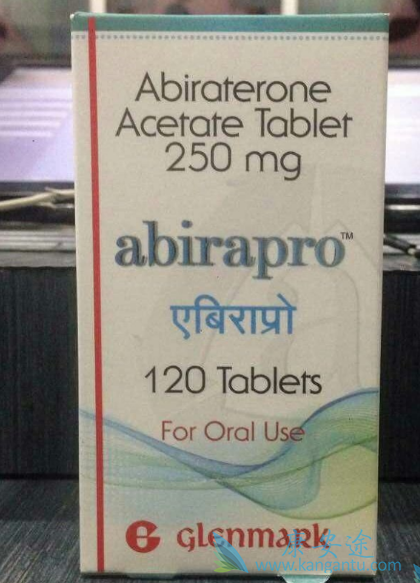 Abiraterone
Acetate Tablet
250 mg
abirapro™
एबिराप्रो
120 Tablets
For Oral Use
G Glenmark
康安途
www.kangantu.com